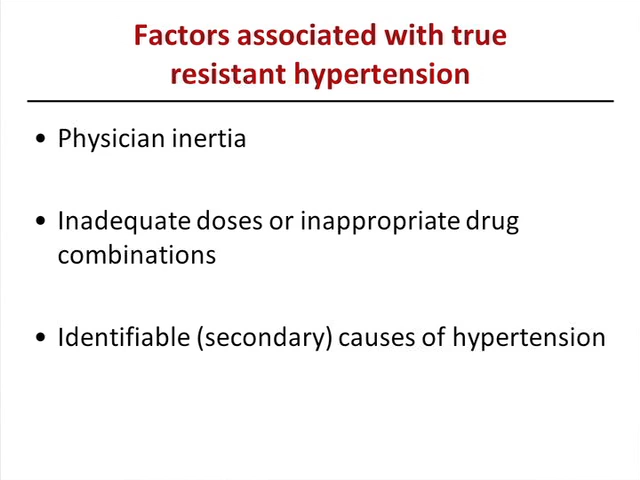 Factors associated with true
resistant hypertension
• Physician inertia
• Inadequate doses or inappropriate drug
combinations
• Identifiable (secondary) causes of hypertension